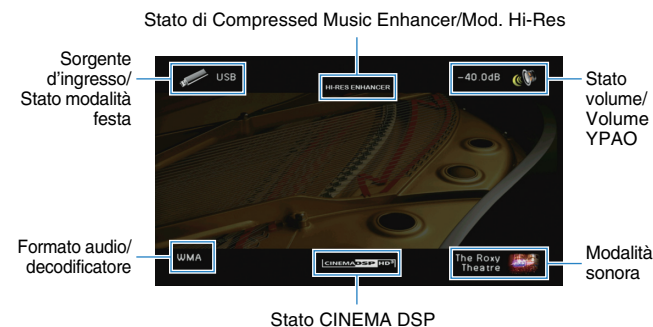 Stato di Compressed Music Enhancer/Mod. Hi-Res
Sorgente
d'ingresso/
Stato modalità
festa
USB
HI-RES ENHANCER
-40.0dB
Stato
volume/
Volume
YPAO
Formato audio/
decodificatore
WMA
CINEMA DSP HD³
The Roxy
Theatre
Modalità
sonora
Stato CINEMA DSP